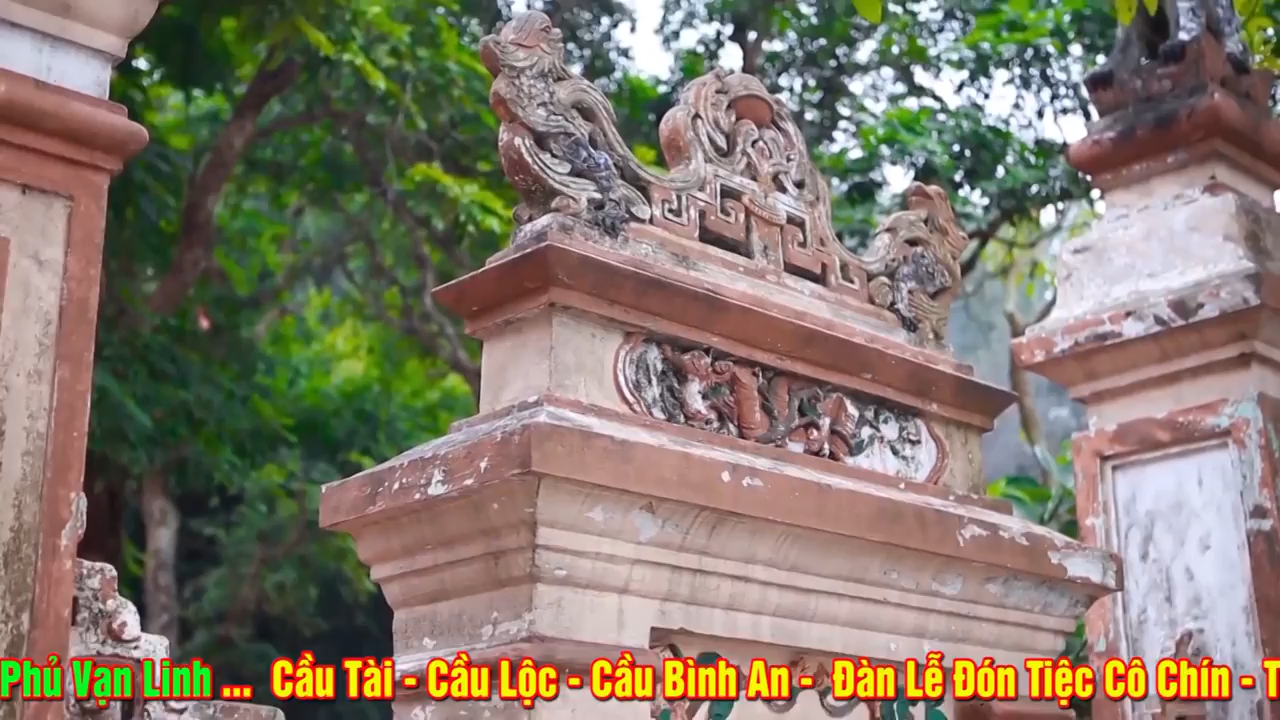 Phủ Vạn Linh ... Cầu Tài - Cầu Lộc - Cầu Bình An - Đàn Lễ Đón Tiệc Cô Chín - T